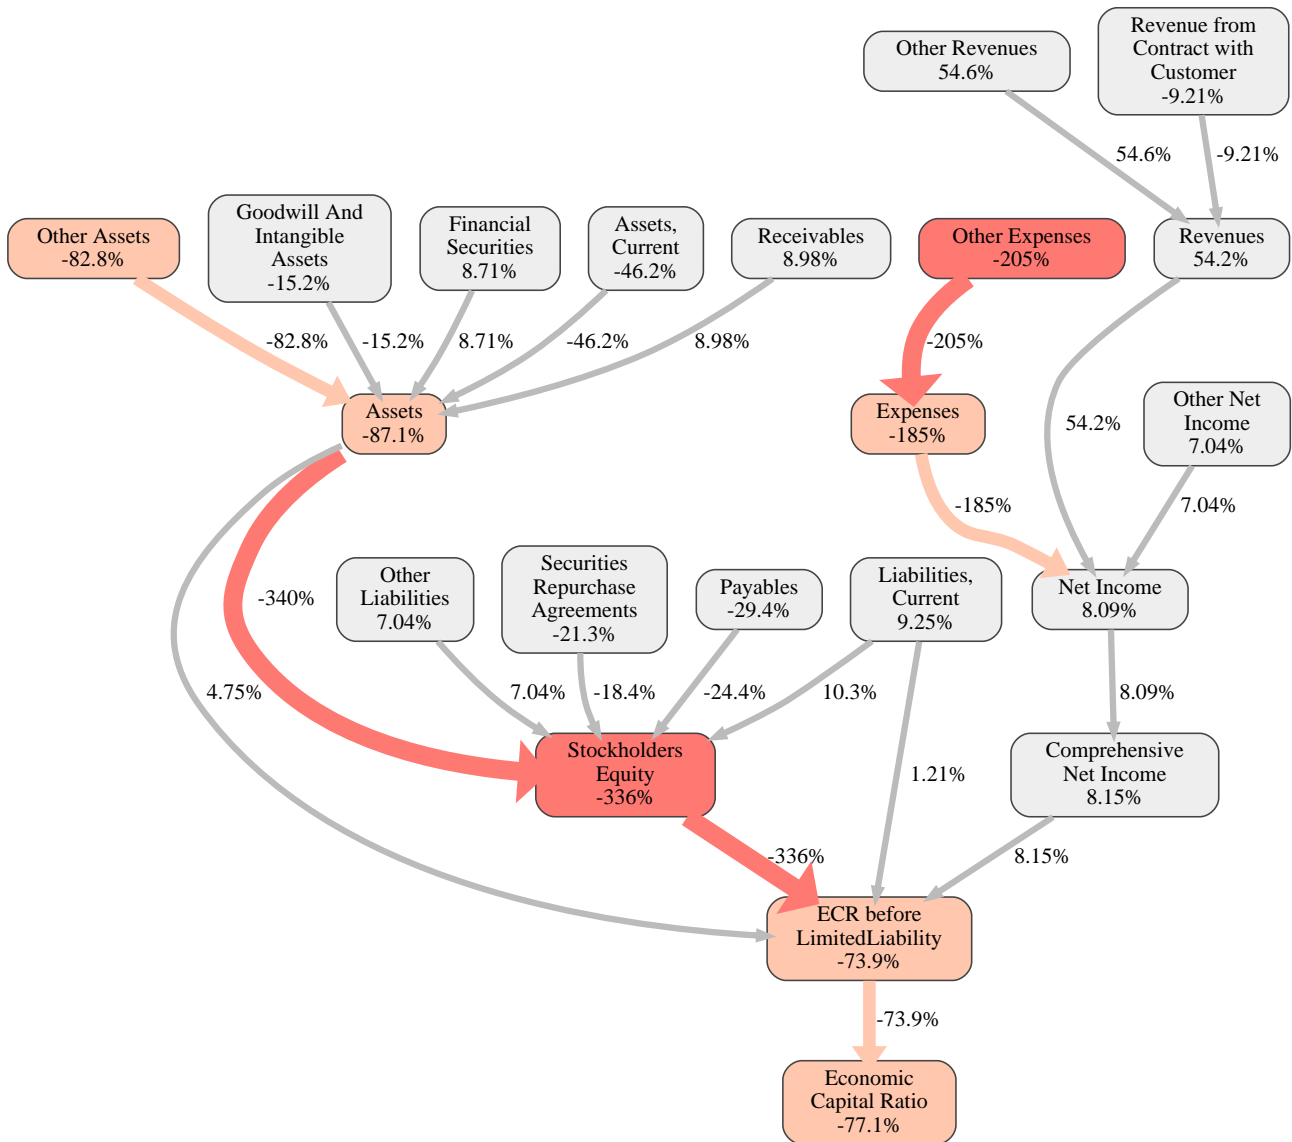 Other Revenues
54.6%
Revenue from
Contract with
Customer
-9.21%
54.6%
-9.21%
Other Assets
-82.8%
Goodwill And
Intangible
Assets
-15.2%
Financial
Securities
8.71%
Assets,
Current
-46.2%
Receivables
8.98%
Other Expenses
-205%
Revenues
54.2%
-82.8%
-15.2%
8.71%
-46.2%
8.98%
-205%
Assets
-87.1%
Expenses
-185%
54.2%
Other Net
Income
7.04%
-185%
7.04%
-340%
Other
Liabilities
7.04%
Securities
Repurchase
Agreements
-21.3%
Payables
-29.4%
Liabilities,
Current
9.25%
Net Income
8.09%
4.75%
7.04%
-18.4%
-24.4%
10.3%
8.09%
Stockholders
Equity
-336%
1.21%
Comprehensive
Net Income
8.15%
-336%
8.15%
ECR before
LimitedLiability
-73.9%
-73.9%
Economic
Capital Ratio
-77.1%